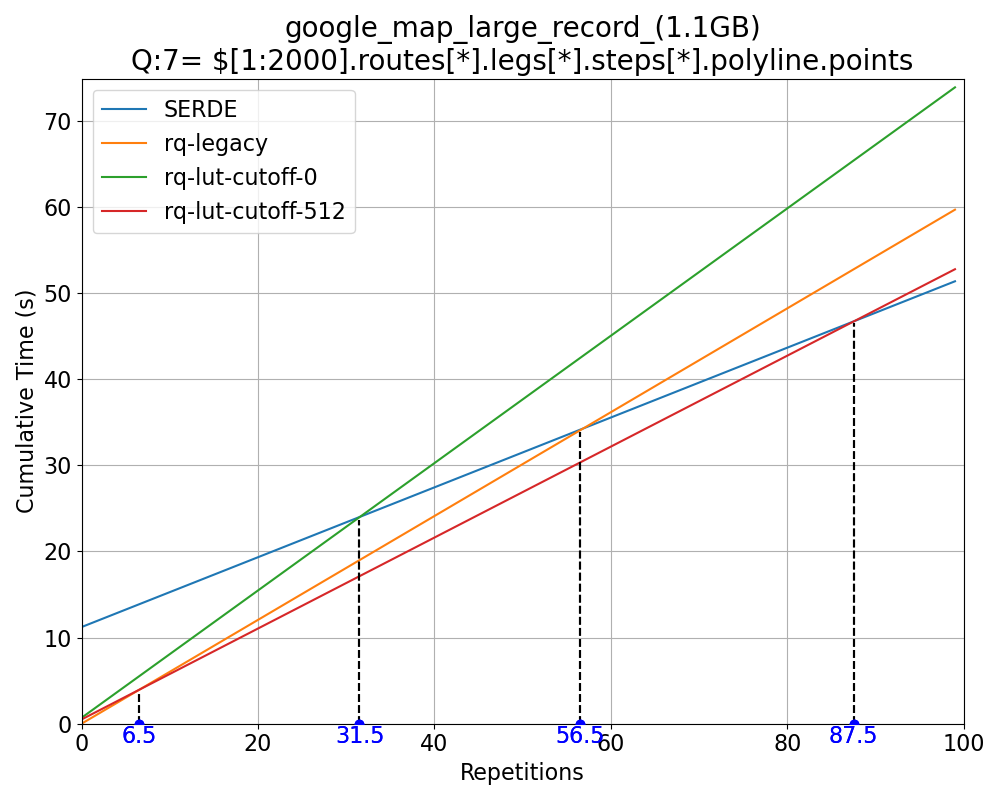 google_map_large_record_(1.1GB)
Q:7= $[1:2000].routes[*].legs[*].steps[*].polyline.points
SERDE
rq-legacy
rq-lut-cutoff-0
rq-lut-cutoff-512
Cumulative Time (s)
70
60
50
40
30
20
10
0
6.5
31.5
56.5
87.5
0
20
40
60
80
100
Repetitions